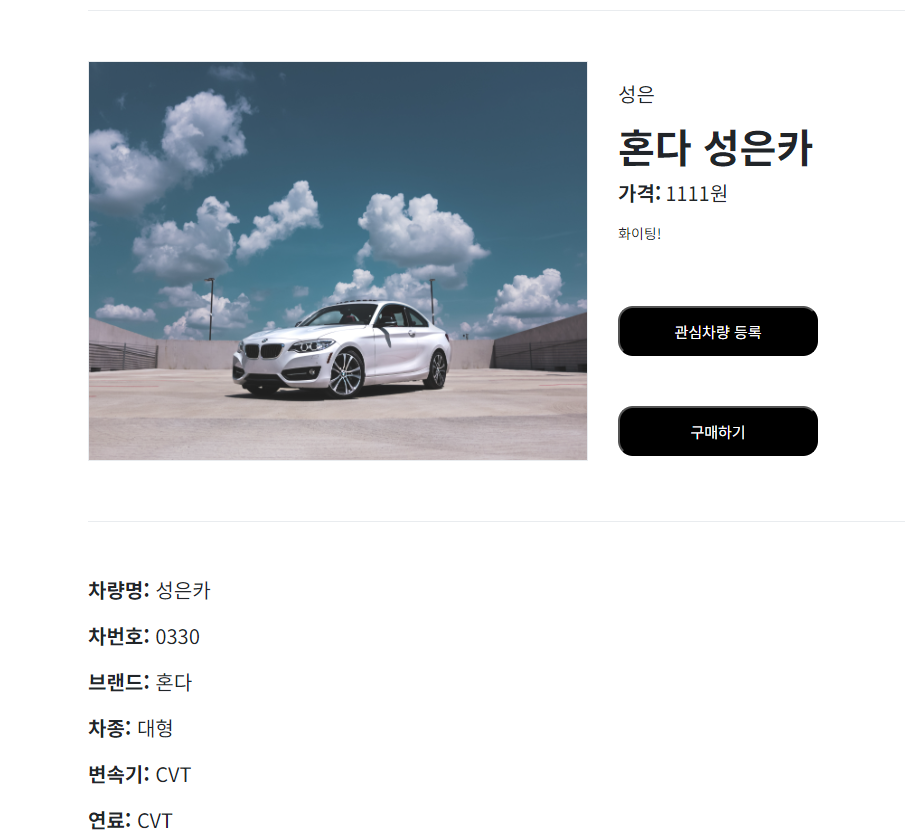 성은
혼다 성은카
가격: 1111원
화이팅!
관심차량 등록
구매하기
차량명: 성은카
차번호: 0330
브랜드: 혼다
차종: 대형
변속기: CVT
연료: CVT